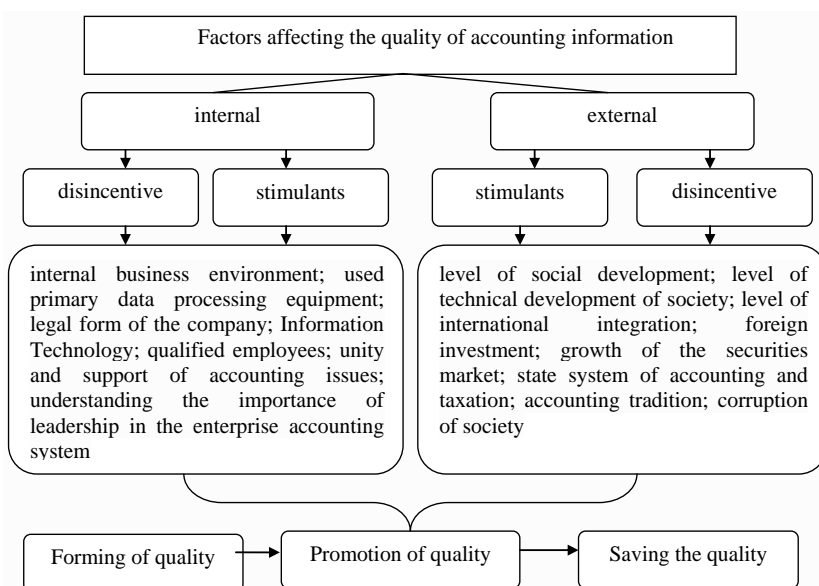 Factors affecting the quality of accounting information
internal
external
disincentive
stimulants
stimulants
disincentive
internal business environment; used
primary data processing equipment;
legal form of the company; Information
Technology; qualified employees; unity
and support of accounting issues;
understanding the importance of
leadership in the enterprise accounting
system
level of social development; level of
technical development of society; level of
international integration; foreign
investment; growth of the securities
market; state system of accounting and
taxation; accounting tradition; corruption
of society
Forming of quality
Promotion of quality
Saving the quality